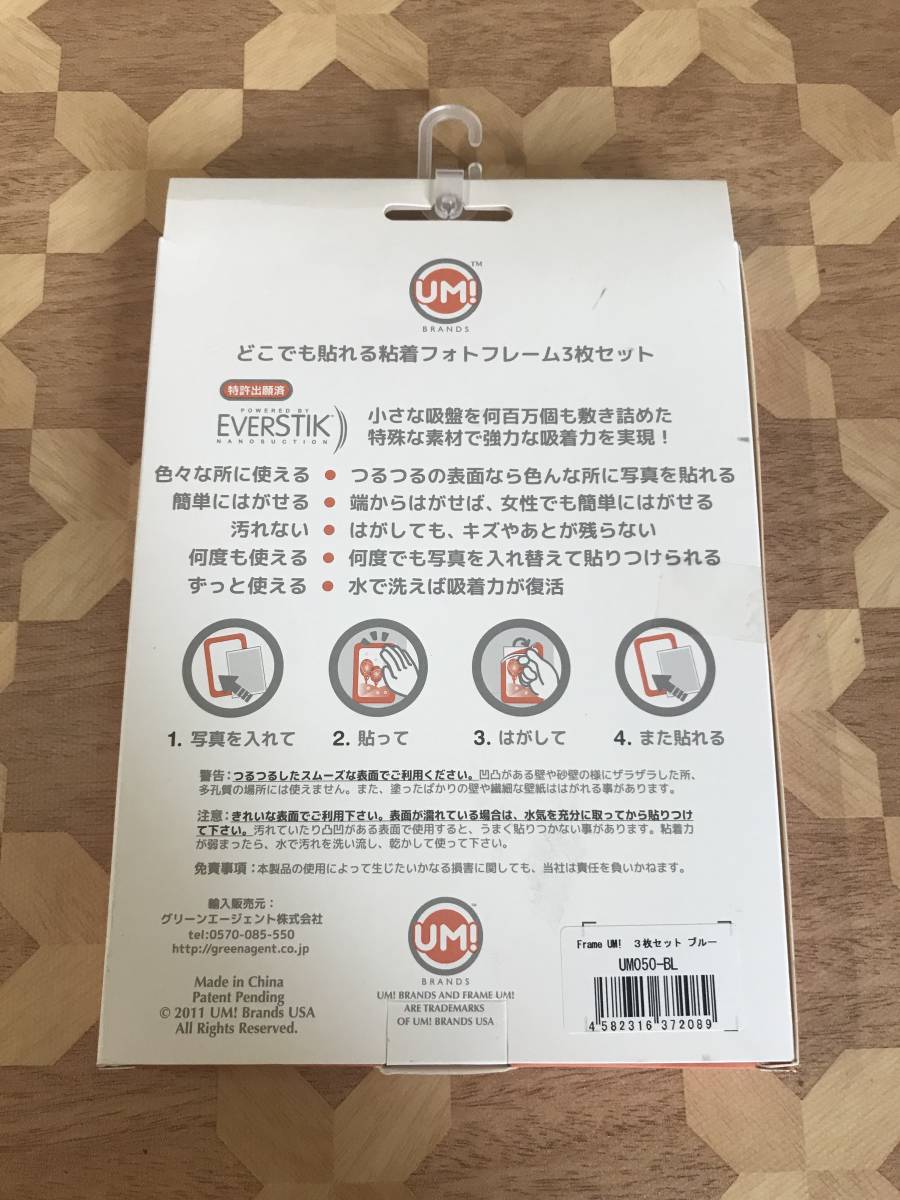 UM!™
BRANDS
どこでも貼れる粘着フォトフレーム3枚セット
特許出願済
POWERED BY
EVERSTIK™
NANOSUCTION
小さな吸盤を何百万個も敷き詰めた
特殊な素材で強力な吸着力を実現！
色々な所に使える ● つるつるの表面なら色んな所に写真を貼れる
簡単にはがせる ● 端からはがせば、女性でも簡単にはがせる
汚れない ● はがしても、キズやあとが残らない
何度も使える ● 何度でも写真を入れ替えて貼りつけられる
ずっと使える ● 水で洗えば吸着力が復活
1. 写真を入れて 2. 貼って 3. はがして 4. また貼れる
警告：つるつるしたスムーズな表面でご利用ください。凹凸がある壁や砂壁の様にザラザラした所、
多孔質の場所には使えません。また、塗ったばかりの壁や繊細な壁紙ははがれる事があります。
注意：きれいな表面でご利用下さい。表面が濡れている場合は、水気を充分に取ってから貼りつけ
て下さい。汚れていたり凸凹がある表面で使用すると、うまく貼りつかない事があります。粘着力
が弱まったら、水で汚れを洗い流し、乾かして使って下さい。
免責事項：本製品の使用によって生じたいかなる損害に関しても、当社は責任を負いかねます。
輸入販売元：
グリーンエージェント株式会社
tel:0570-085-550
http://greenagent.co.jp
Made in China
Patent Pending
© 2011 UM! Brands USA
All Rights Reserved.
UM!™
BRANDS
UM! BRANDS AND FRAME UM!
ARE TRADEMARKS
OF UM! BRANDS USA
Frame UM! 3枚セット ブルー
UM050-BL
4 582316 372089